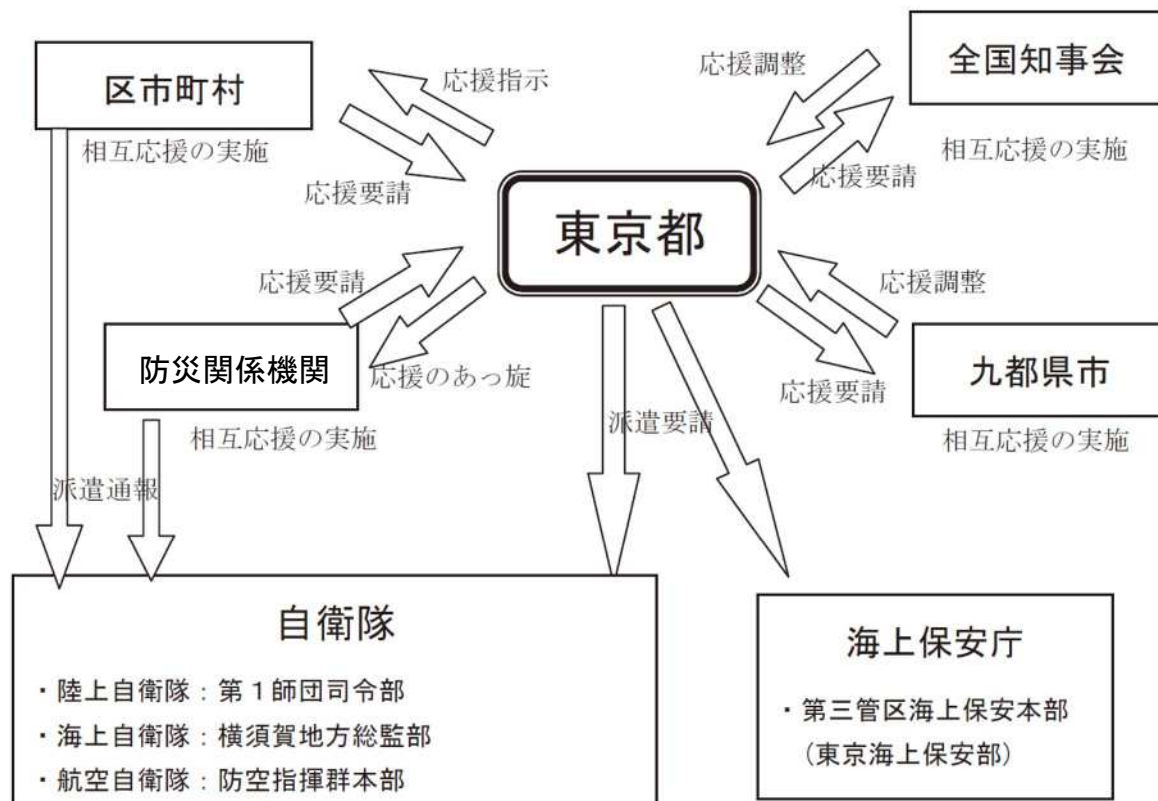 区市町村
応援指示
応援調整
全国知事会
相互応援の実施
応援要請
応援要請
相互応援の実施
東京都
応援要請
応援調整
防災関係機関
応援のあっ旋
応援要請
九都県市
相互応援の実施
派遣要請
相互応援の実施
派遣通報
自衛隊
・陸上自衛隊：第１師団司令部
・海上自衛隊：横須賀地方総監部
・航空自衛隊：防空指揮群本部
海上保安庁
・第三管区海上保安本部
（東京海上保安部）